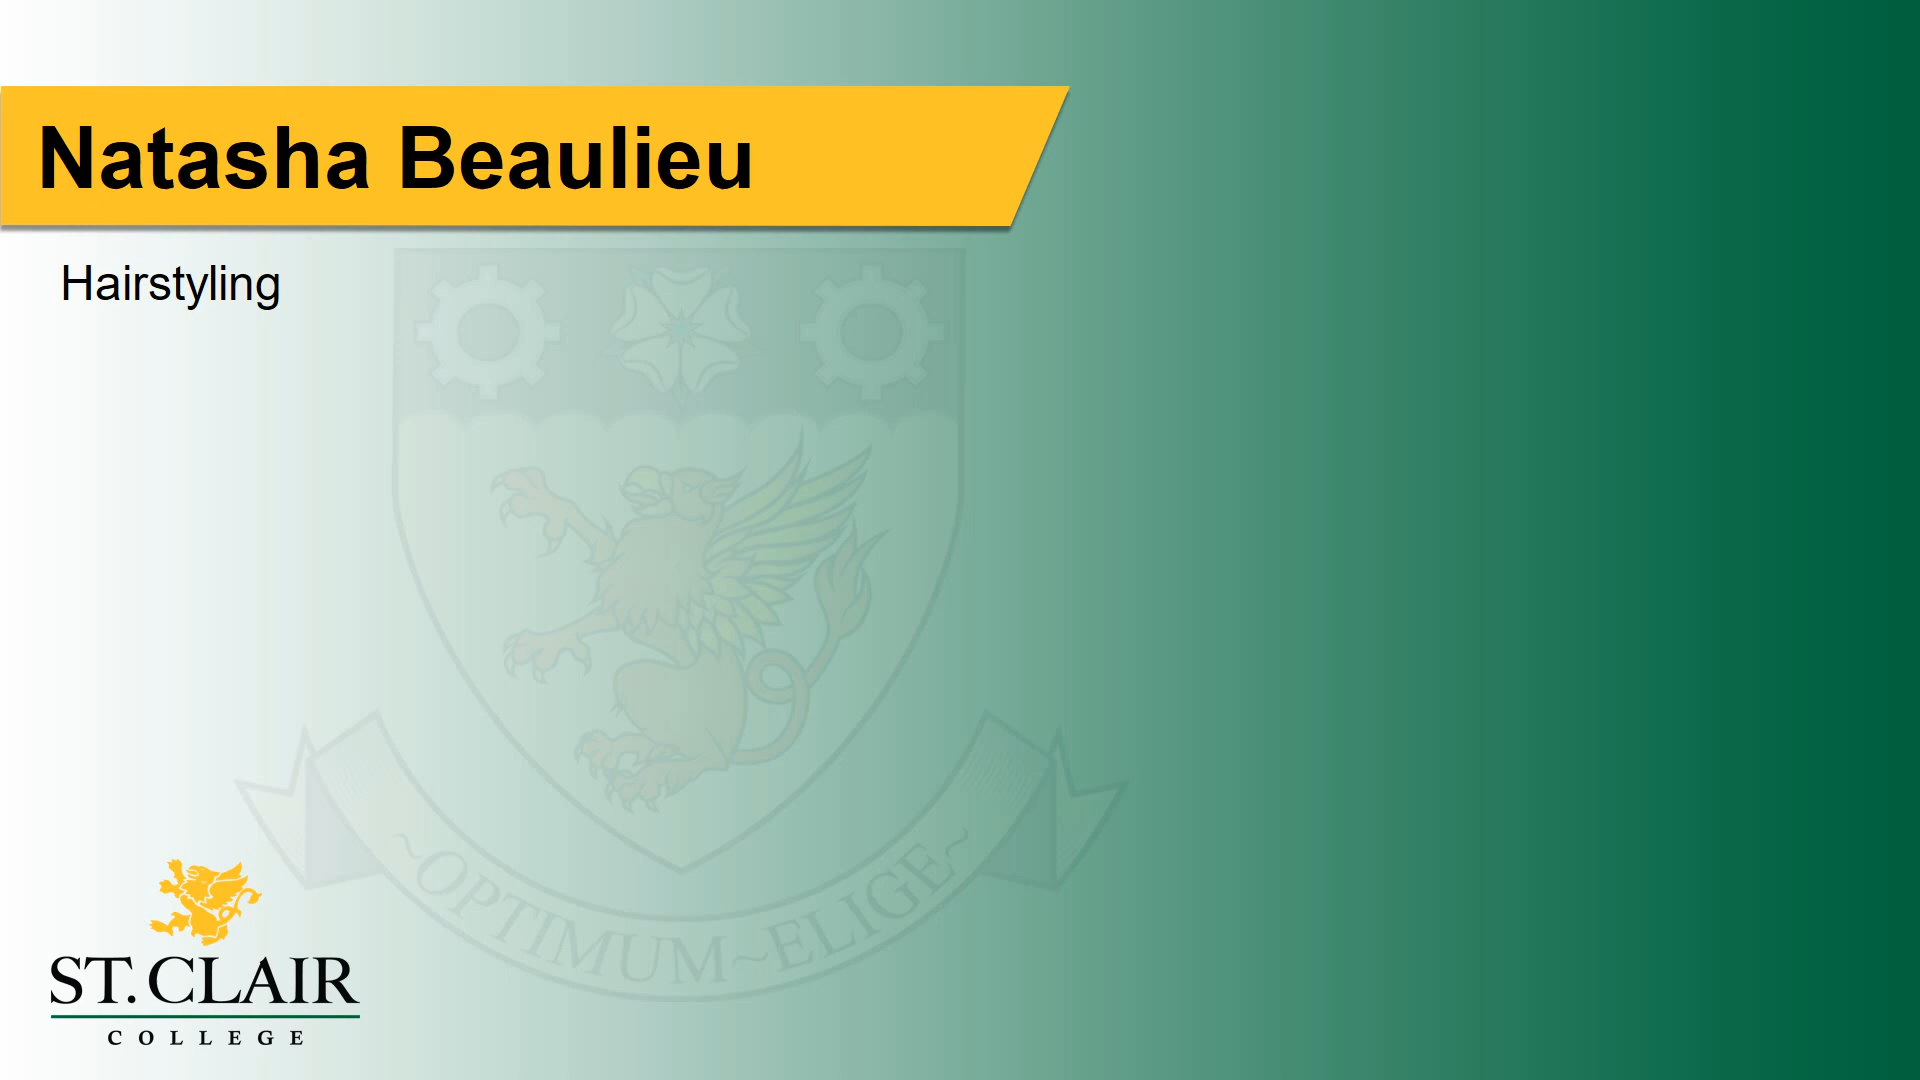 Natasha Beaulieu
Hairstyling
~OPTIMUM~ELIGE~
ST. CLAIR
COLLEGE